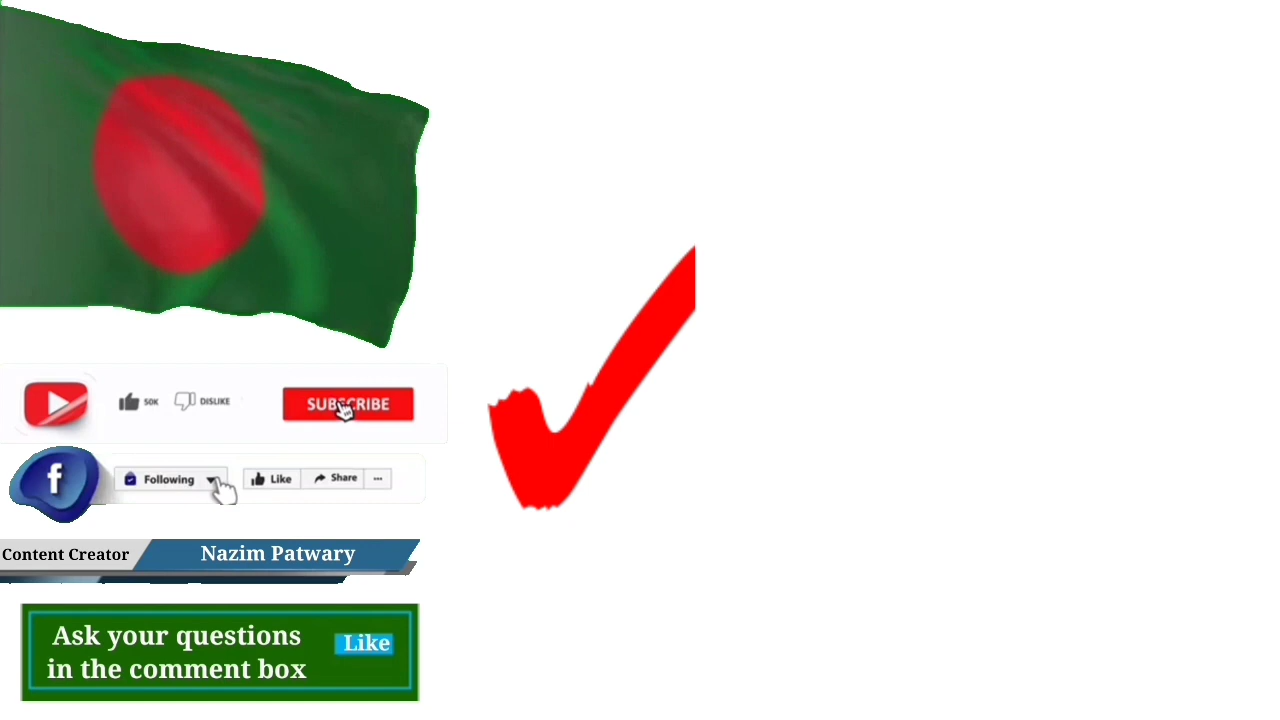 50K DISLIKE SUBSCRIBE
f Following Like Share ...
Content Creator Nazim Patwary
Ask your questions
in the comment box
Like